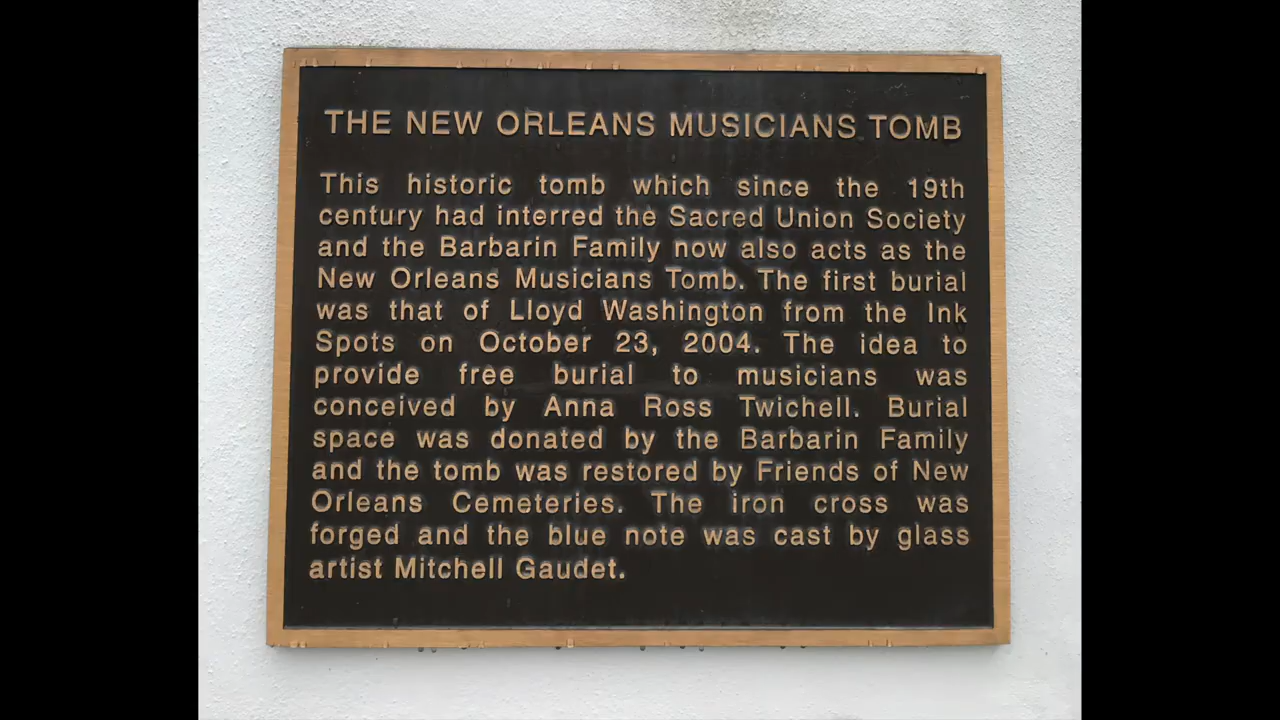 THE NEW ORLEANS MUSICIANS TOMB
This historic tomb which since the 19th
century had interred the Sacred Union Society
and the Barbarin Family now also acts as the
New Orleans Musicians Tomb. The first burial
was that of Lloyd Washington from the Ink
Spots on October 23, 2004. The idea to
provide free burial to musicians was
conceived by Anna Ross Twichell. Burial
space was donated by the Barbarin Family
and the tomb was restored by Friends of New
Orleans Cemeteries. The iron cross was
forged and the blue note was cast by glass
artist Mitchell Gaudet.